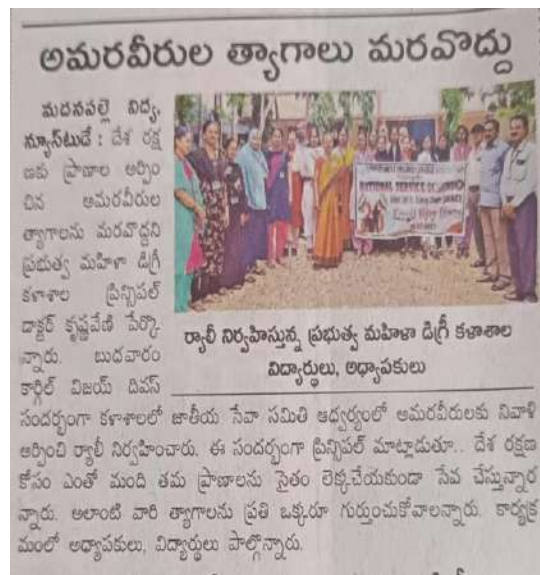 అమరవీరుల త్యాగాలు మరవొద్దు
మదనపల్లె విద్య,
న్యూస్‌టుడే : దేశ రక్ష
ణకు ప్రాణాల అర్పిం
చిన అమరవీరుల
త్యాగాలను మరవొద్దని
ప్రభుత్వ మహిళా డిగ్రీ
కళాశాల ప్రిన్సిపల్
డాక్టర్ కృష్ణవేణి పేర్కొ
న్నారు. బుదవారం
కార్గిల్ విజయ్ దివస్
సందర్భంగా కళాశాలలో జాతీయ సేవా సమితి ఆధ్వర్యంలో అమరవీరులకు నివాళి
ఆర్పించి ర్యాలీ నిర్వహించారు. ఈ సందర్భంగా ప్రిన్సిపల్ మాట్లాడుతూ.. దేశ రక్షణ
కోసం ఎంతో మంది తమ ప్రాణాలను సైతం లెక్కచేయకుండా సేవ చేస్తున్నార
న్నారు. అలాంటి వారి త్యాగాలను ప్రతి ఒక్కరూ గుర్తుంచుకోవాలన్నారు. కార్యక్ర
మంలో అధ్యాపకులు, విద్యార్థులు పాల్గొన్నారు.
NATIONAL SERVICE SCHEME
ర్యాలీ నిర్వహిస్తున్న ప్రభుత్వ మహిళా డిగ్రీ కళాశాల
విద్యార్థులు, అధ్యాపకులు